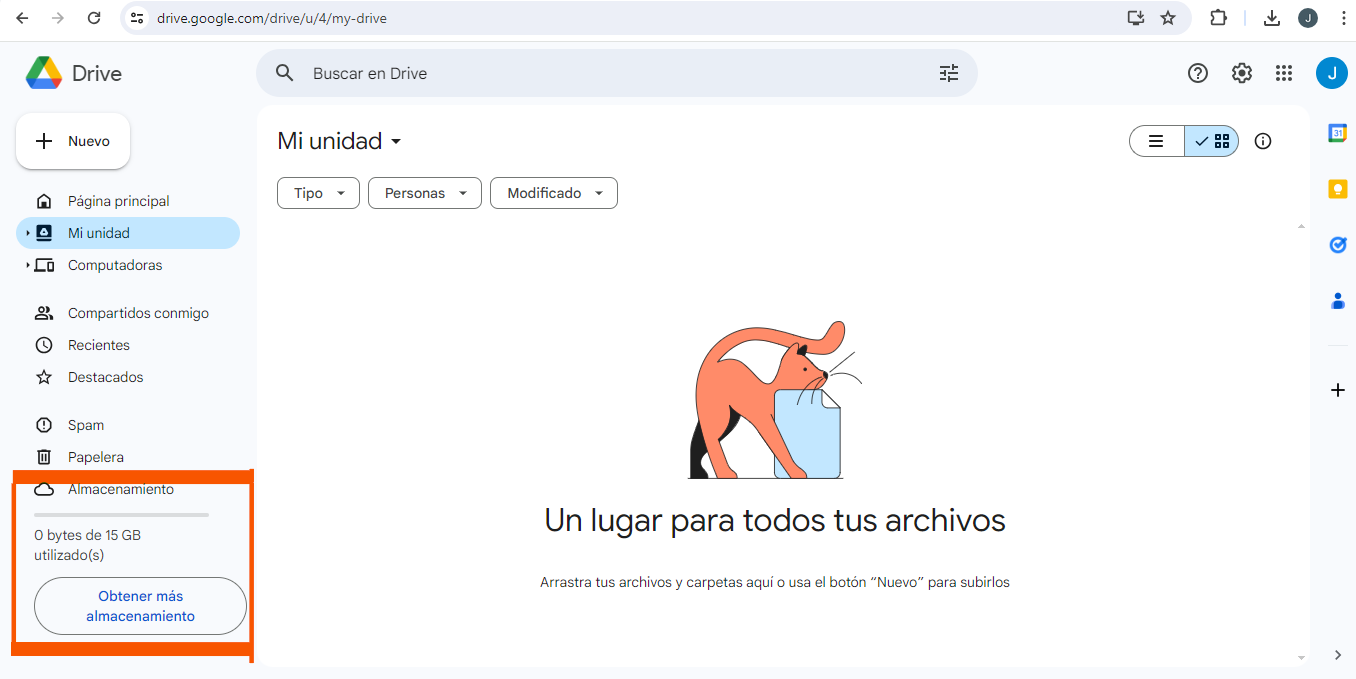 drive.google.com/drive/u/4/my-drive
J
Drive
Buscar en Drive
J
Nuevo
Mi unidad
31
Tipo
Personas
Modificado
Página principal
Mi unidad
Computadoras
Compartidos conmigo
Recientes
Destacados
Spam
Papelera
Almacenamiento
0 bytes de 15 GB
utilizado(s)
Obtener más
almacenamiento
Un lugar para todos tus archivos
Arrastra tus archivos y carpetas aquí o usa el botón “Nuevo” para subirlos